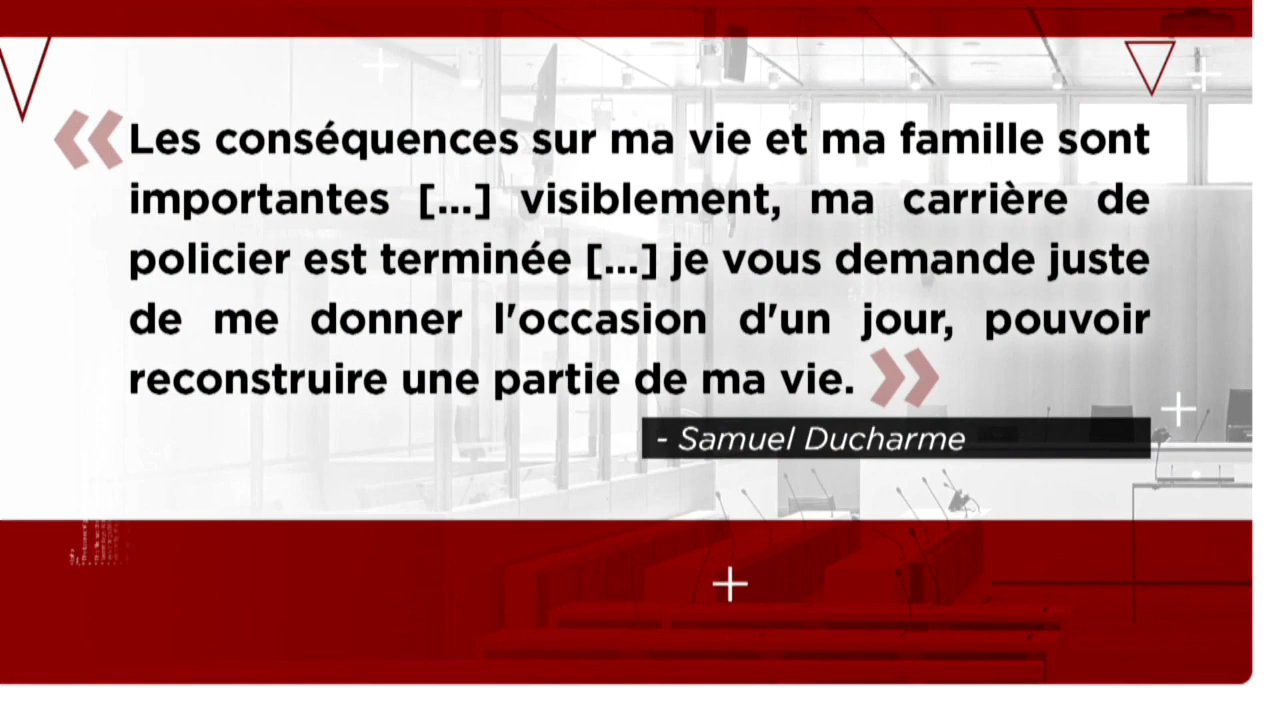 « Les conséquences sur ma vie et ma famille sont
importantes [...] visiblement, ma carrière de
policier est terminée [...] je vous demande juste
de me donner l'occasion d'un jour, pouvoir
reconstruire une partie de ma vie. »
- Samuel Ducharme